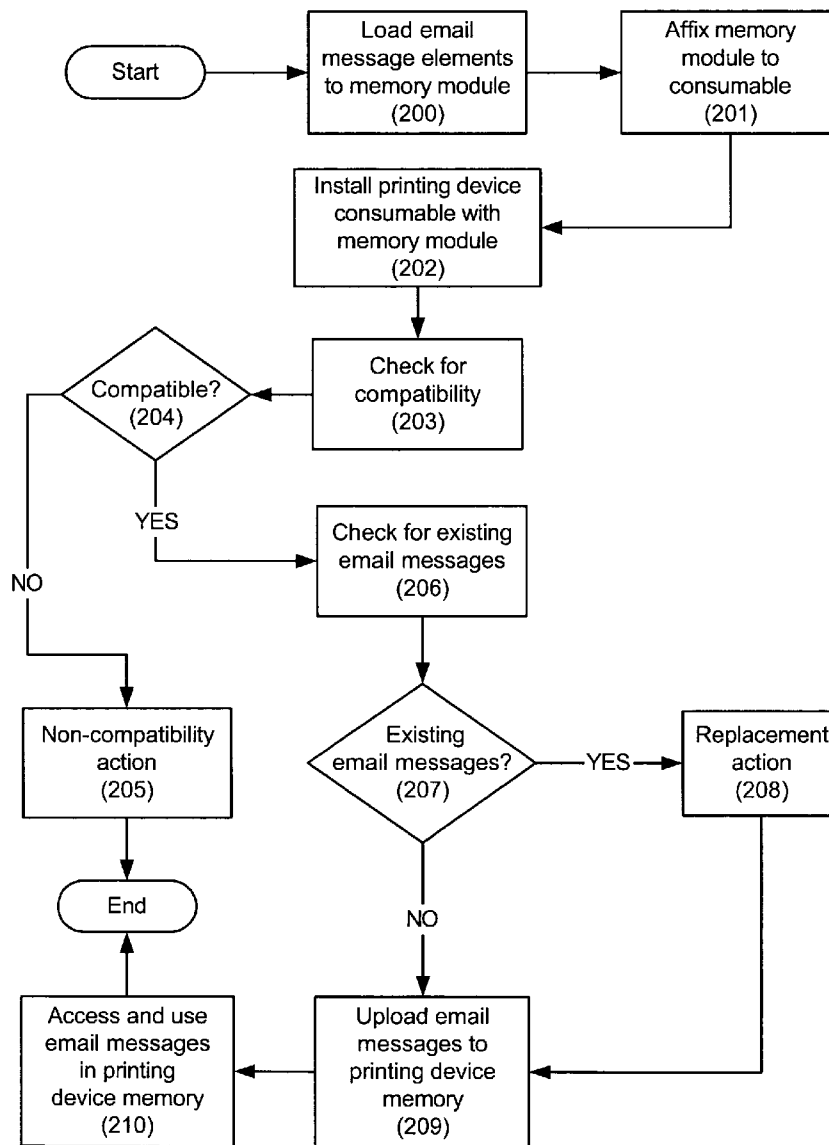 Start
Load email
message elements
to memory module
(200)
Affix memory
module to
consumable
(201)
Install printing device
consumable with
memory module
(202)
Check for
compatibility
(203)
Compatible?
(204)
YES
NO
Check for existing
email messages
(206)
Non-compatibility
action
(205)
Existing
email messages?
(207)
YES
Replacement
action
(208)
End
NO
Access and use
email messages
in printing
device memory
(210)
Upload email
messages to
printing device
memory
(209)